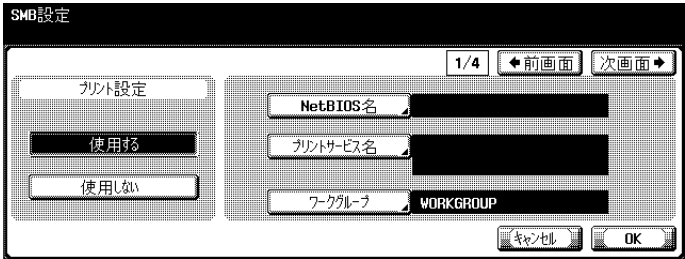 SMB設定
1/4 ←前画面 次画面→
プリント設定
NetBIOS名
使用する
プリントサービス名
使用しない
ワークグループ WORKGROUP
キャンセル OK